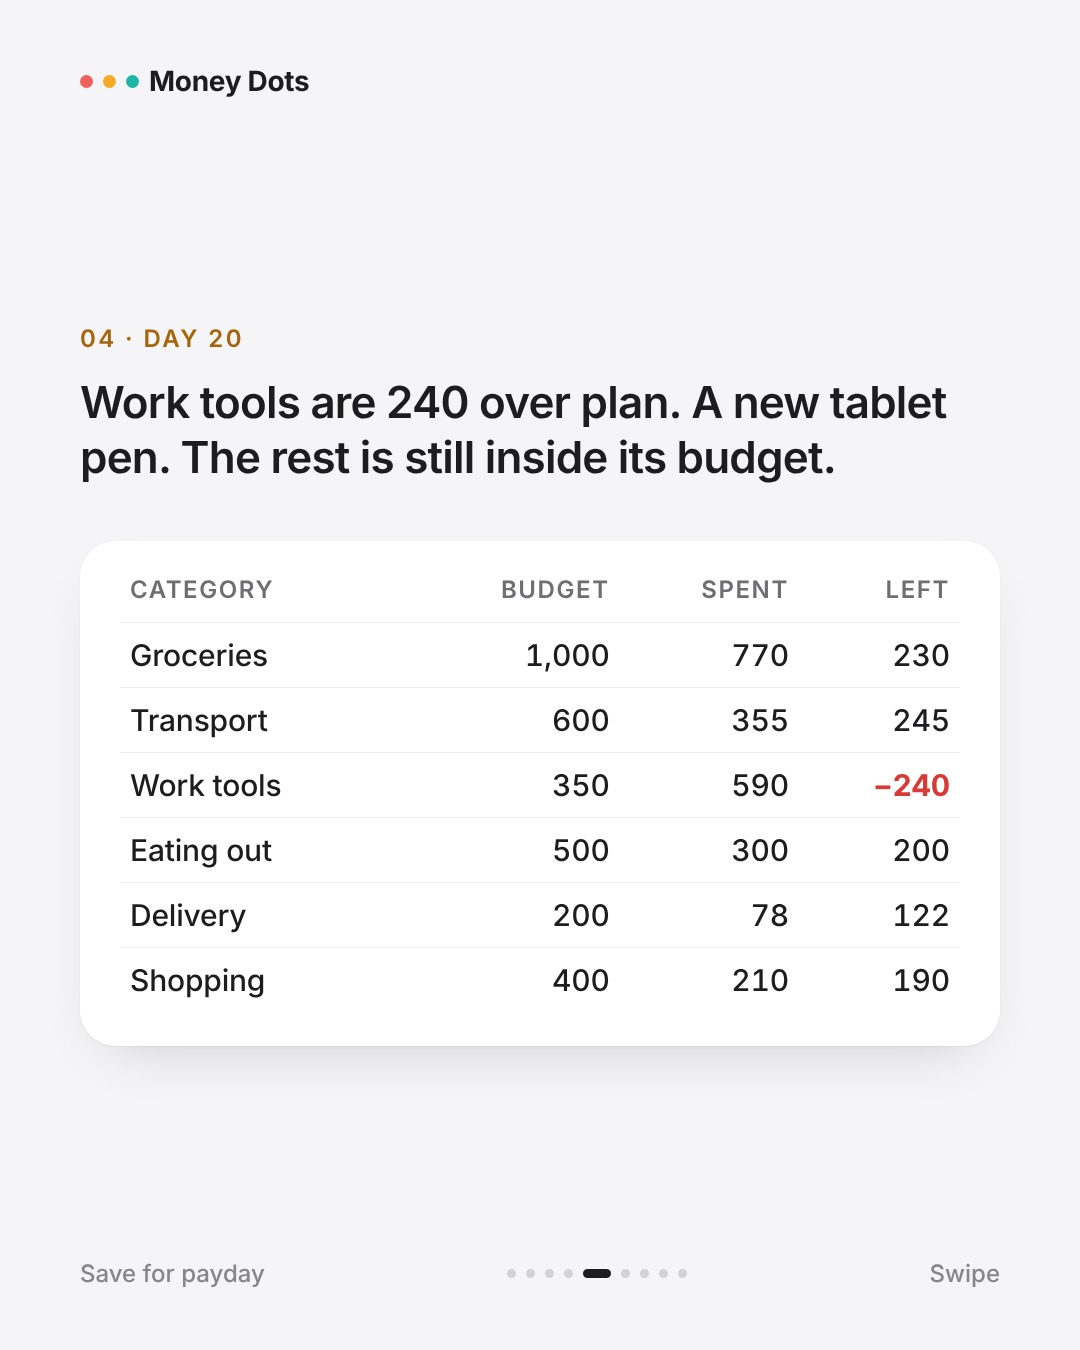 Money Dots
04 · DAY 20
Work tools are 240 over plan. A new tablet
pen. The rest is still inside its budget.
CATEGORY BUDGET SPENT LEFT
Groceries 1,000 770 230
Transport 600 355 245
Work tools 350 590 −240
Eating out 500 300 200
Delivery 200 78 122
Shopping 400 210 190
Save for payday Swipe